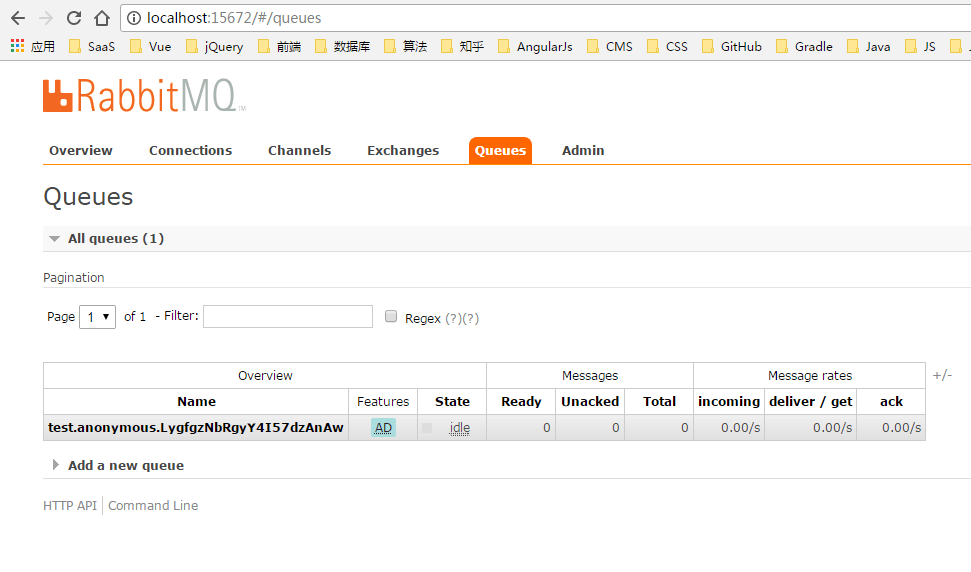 localhost:15672/#/queues
应用 SaaS Vue jQuery 前端 数据库 算法 知乎 AngularJs CMS CSS GitHub Gradle Java JS
RabbitMQ TM
Overview Connections Channels Exchanges Queues Admin
Queues
All queues (1)
Pagination
Page 1 of 1 - Filter: Regex (?)(?)
Overview Messages Message rates +/-
Name Features State Ready Unacked Total incoming deliver / get ack
test.anonymous.LygfgzNbRgyY4I57dzAnAw AD idle 0 0 0 0.00/s 0.00/s 0.00/s
Add a new queue
HTTP API Command Line